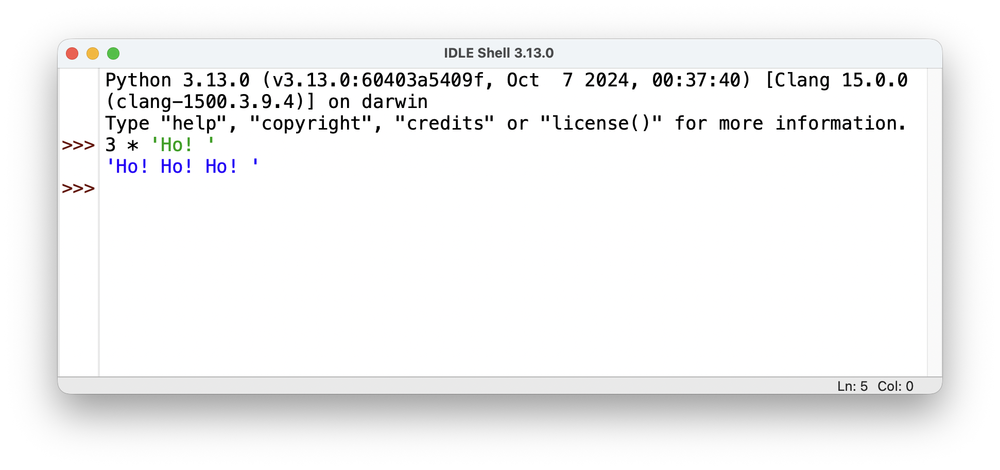 IDLE Shell 3.13.0
Python 3.13.0 (v3.13.0:60403a5409f, Oct  7 2024, 00:37:40) [Clang 15.0.0
(clang-1500.3.9.4)] on darwin
Type "help", "copyright", "credits" or "license()" for more information.
>>> 3 * 'Ho! '
'Ho! Ho! Ho! '
>>>
Ln: 5 Col: 0